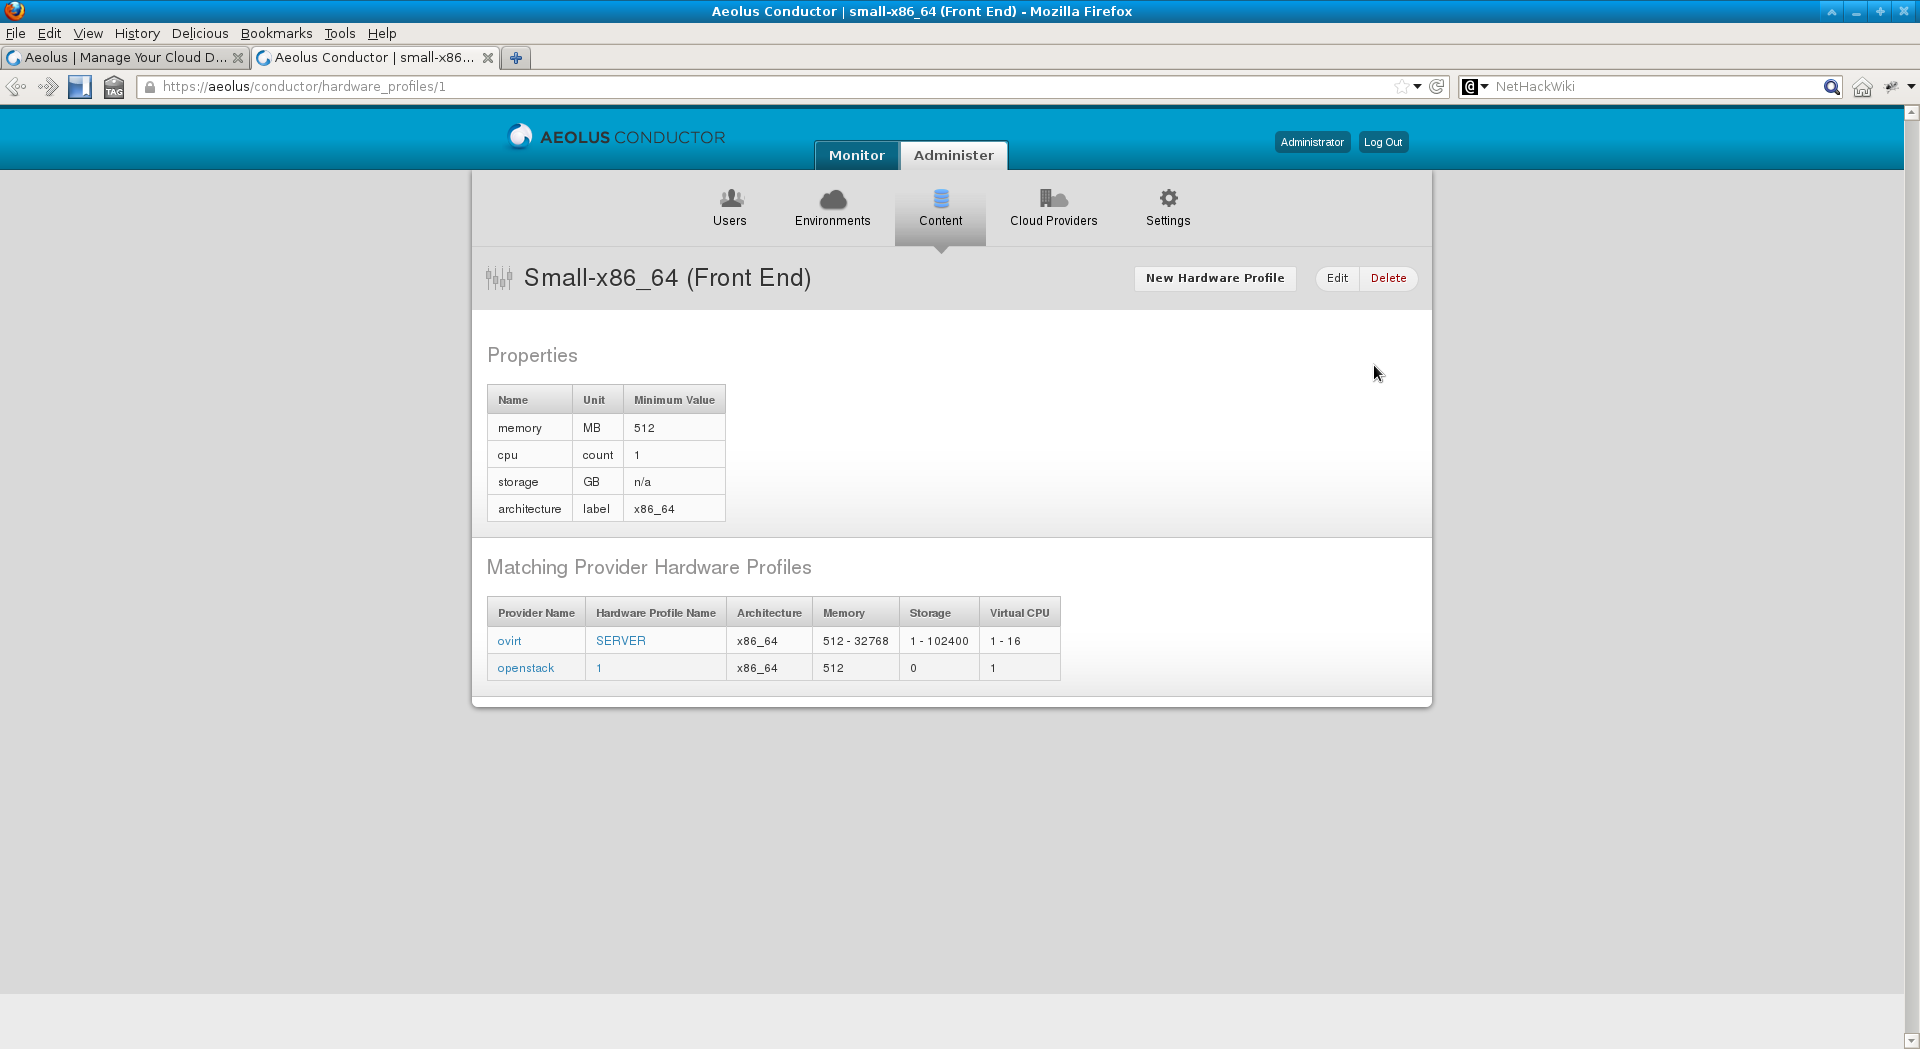 Aeolus Conductor | small-x86_64 (Front End) - Mozilla Firefox
File Edit View History Delicious Bookmarks Tools Help
Aeolus | Manage Your Cloud D... Aeolus Conductor | small-x86...
TAG https://aeolus/conductor/hardware_profiles/1 @ NetHackWiki
AEOLUS CONDUCTOR
Monitor Administer
Administrator Log Out
Users Environments Content Cloud Providers Settings
Small-x86_64 (Front End) New Hardware Profile Edit Delete
Properties
Name Unit Minimum Value
memory MB 512
cpu count 1
storage GB n/a
architecture label x86_64
Matching Provider Hardware Profiles
Provider Name Hardware Profile Name Architecture Memory Storage Virtual CPU
ovirt SERVER x86_64 512 - 32768 1 - 102400 1 - 16
openstack 1 x86_64 512 0 1